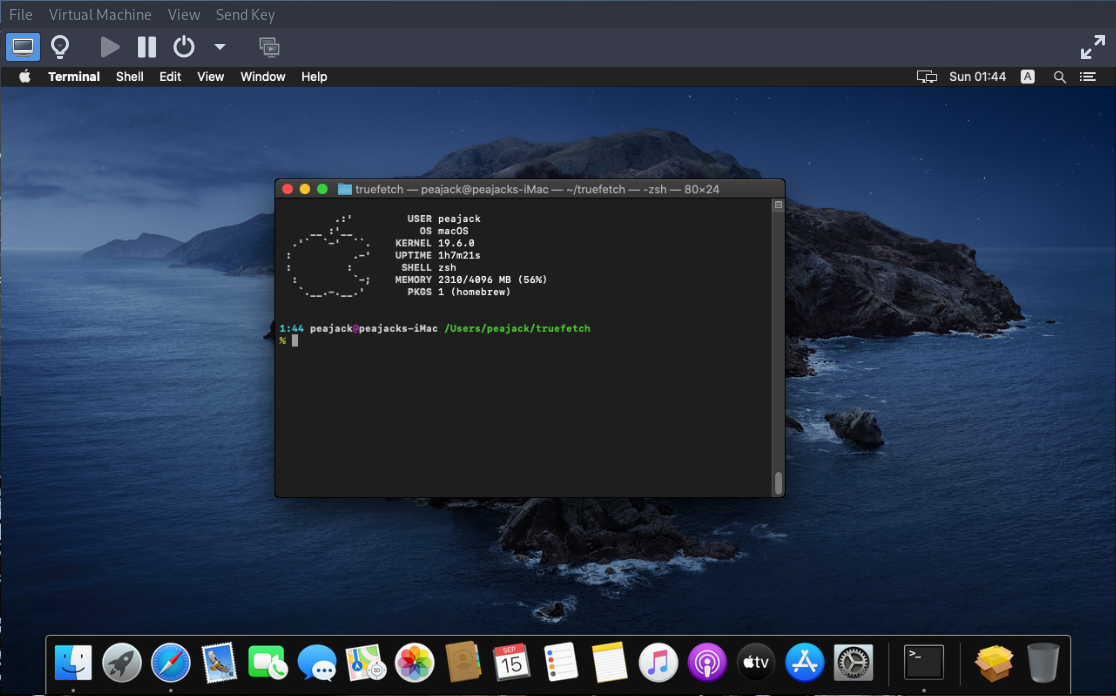 File Virtual Machine View Send Key
Terminal Shell Edit View Window Help Sun 01:44 A
truefetch — peajack@peajacks-iMac — ~/truefetch — -zsh — 80×24
USER peajack
OS macOS
KERNEL 19.6.0
UPTIME 1h7m21s
SHELL zsh
MEMORY 2310/4096 MB (56%)
PKGS 1 (homebrew)
1:44 peajack@peajacks-iMac /Users/peajack/truefetch
%
SEP
15
tv
>_